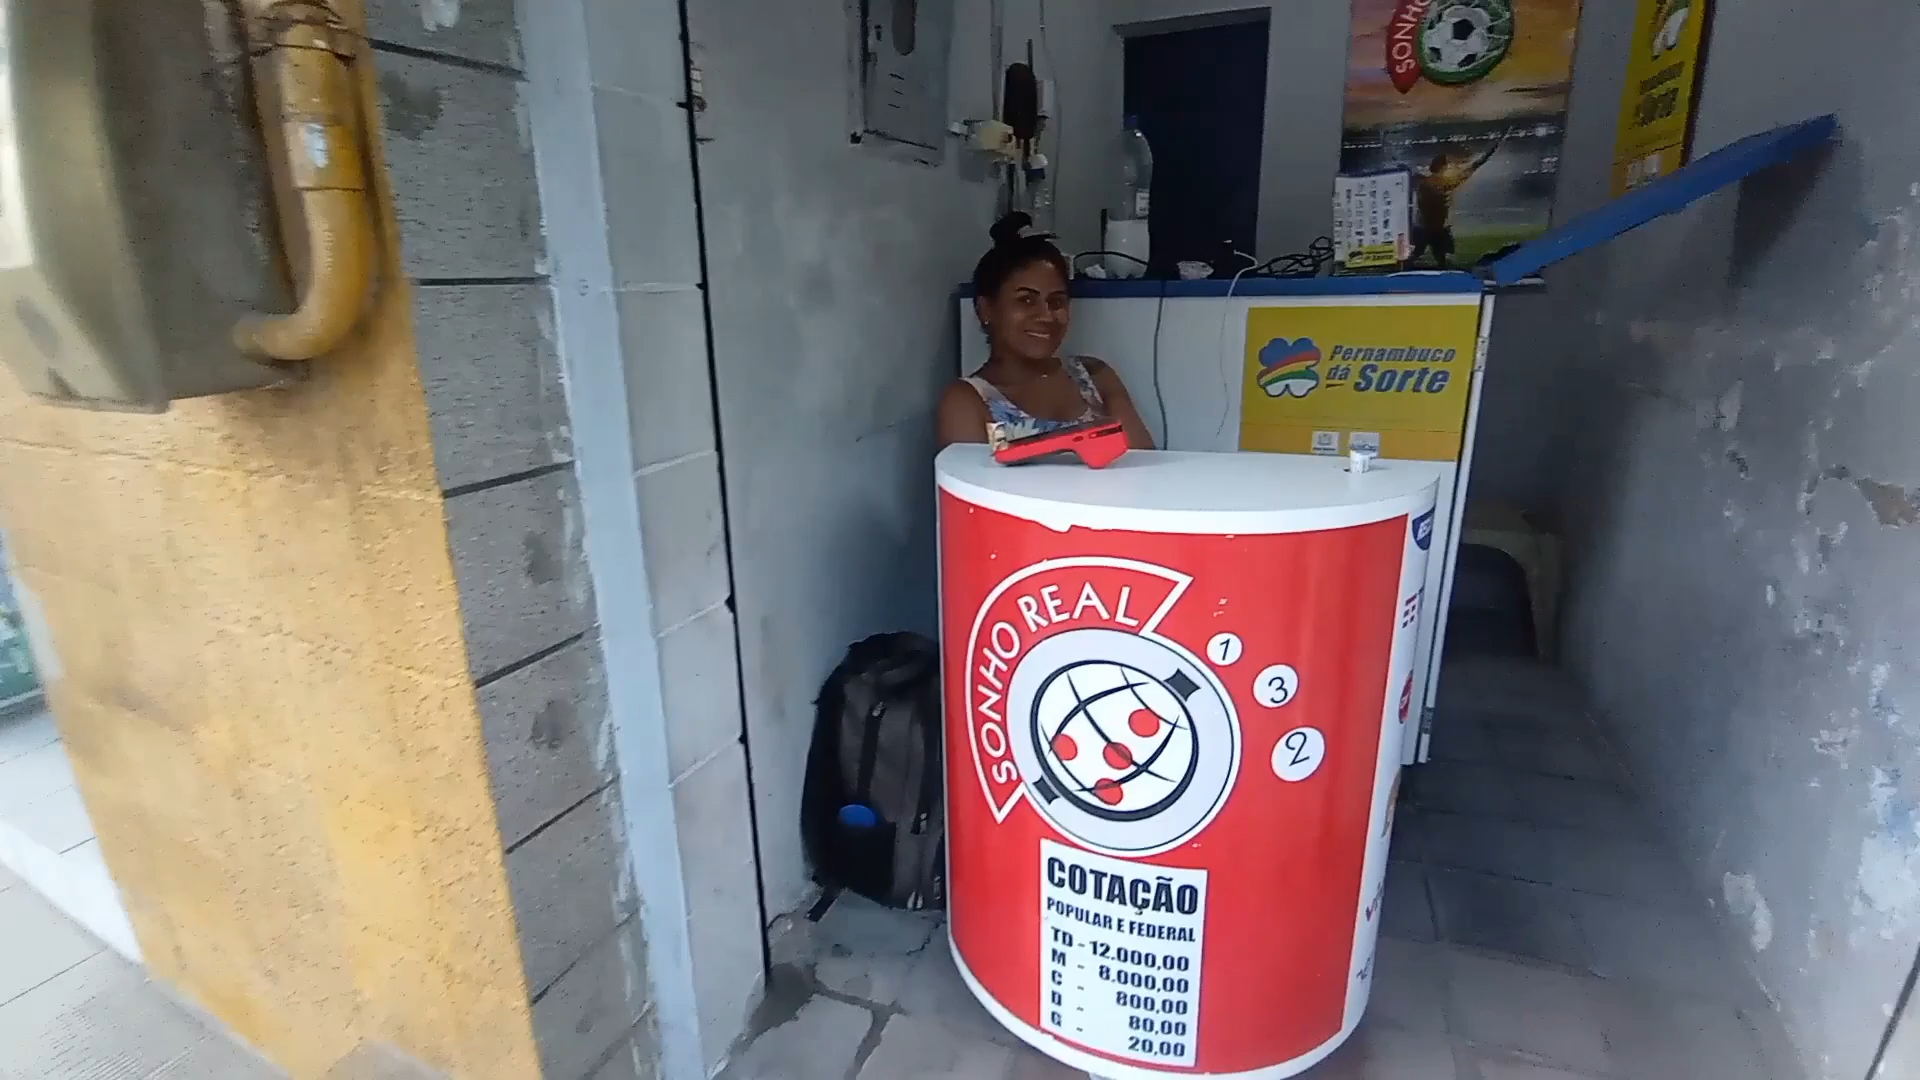 SONHO
Sorte
Pernambuco
dá Sorte
SONHO REAL
1
3
2
COTAÇÃO
POPULAR E FEDERAL
TD - 12.000,00
M - 8.000,00
C - 800,00
D - 80,00
G - 20,00